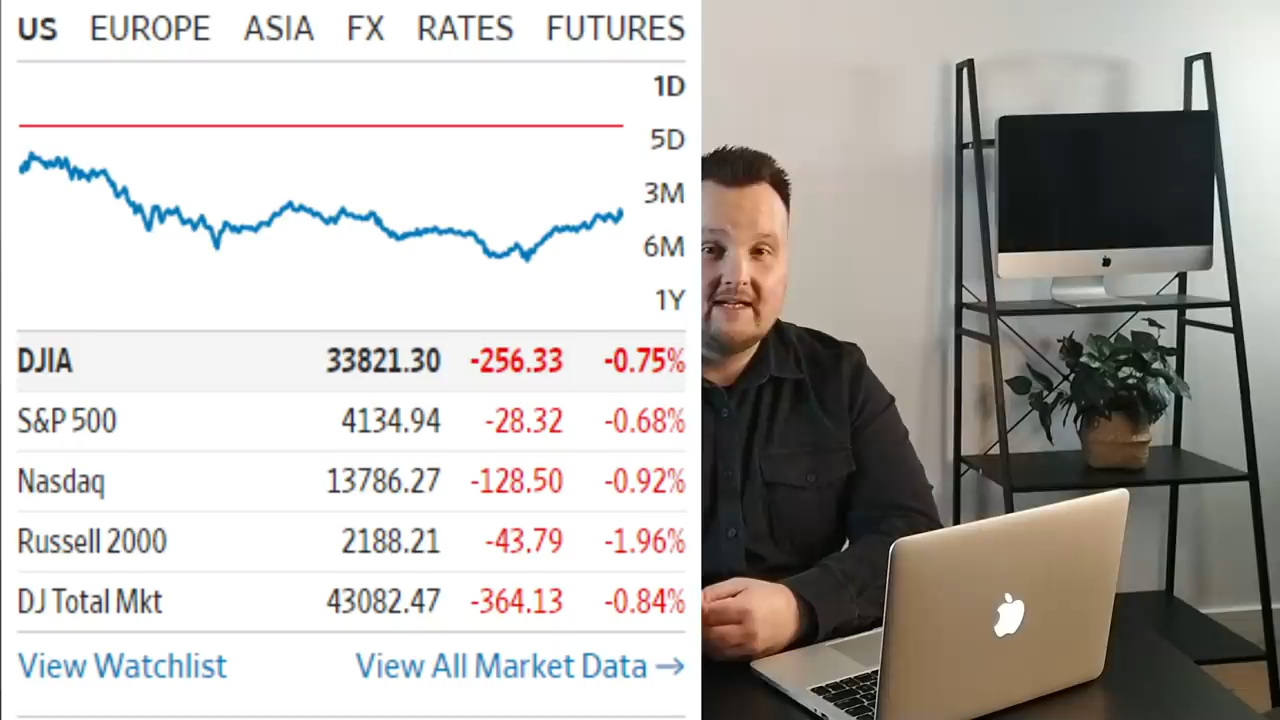 US EUROPE ASIA FX RATES FUTURES
1D
5D
3M
6M
1Y
DJIA 33821.30 -256.33 -0.75%
S&P 500 4134.94 -28.32 -0.68%
Nasdaq 13786.27 -128.50 -0.92%
Russell 2000 2188.21 -43.79 -1.96%
DJ Total Mkt 43082.47 -364.13 -0.84%
View Watchlist View All Market Data →